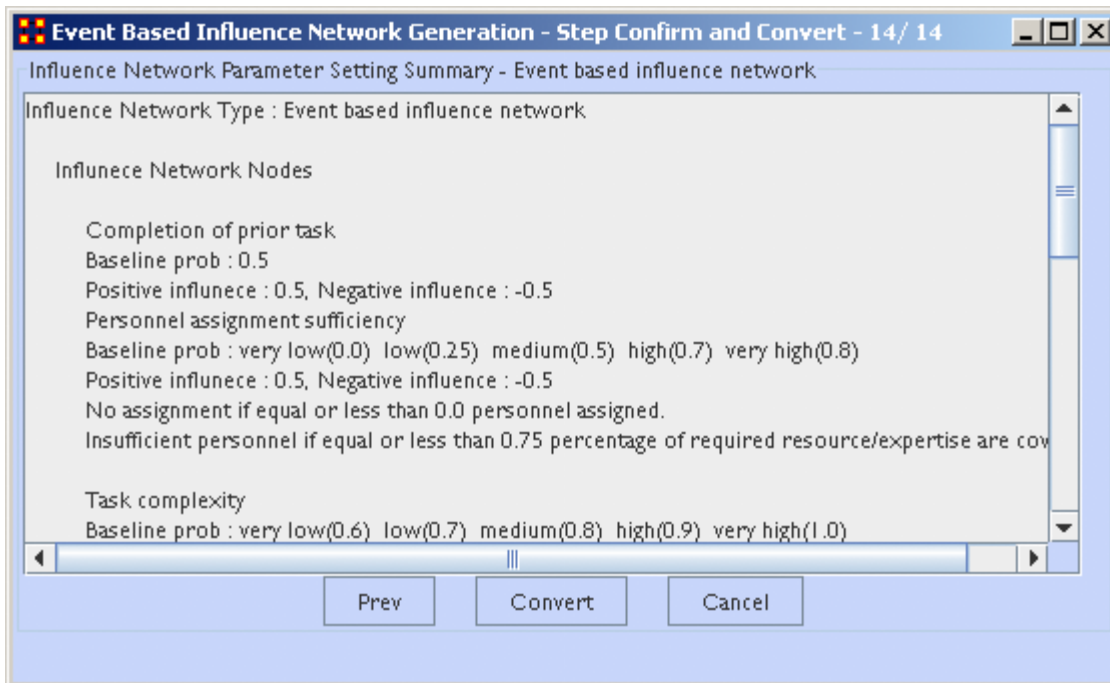 Event Based Influence Network Generation - Step Confirm and Convert - 14/ 14
Influence Network Parameter Setting Summary - Event based influence network
Influence Network Type : Event based influence network
Influnece Network Nodes
Completion of prior task
Baseline prob : 0.5
Positive influnece : 0.5, Negative influence : -0.5
Personnel assignment sufficiency
Baseline prob : very low(0.0) low(0.25) medium(0.5) high(0.7) very high(0.8)
Positive influnece : 0.5, Negative influence : -0.5
No assignment if equal or less than 0.0 personnel assigned.
Insufficient personnel if equal or less than 0.75 percentage of required resource/expertise are cov
Task complexity
Baseline prob : very low(0.6) low(0.7) medium(0.8) high(0.9) very high(1.0)
Prev Convert Cancel